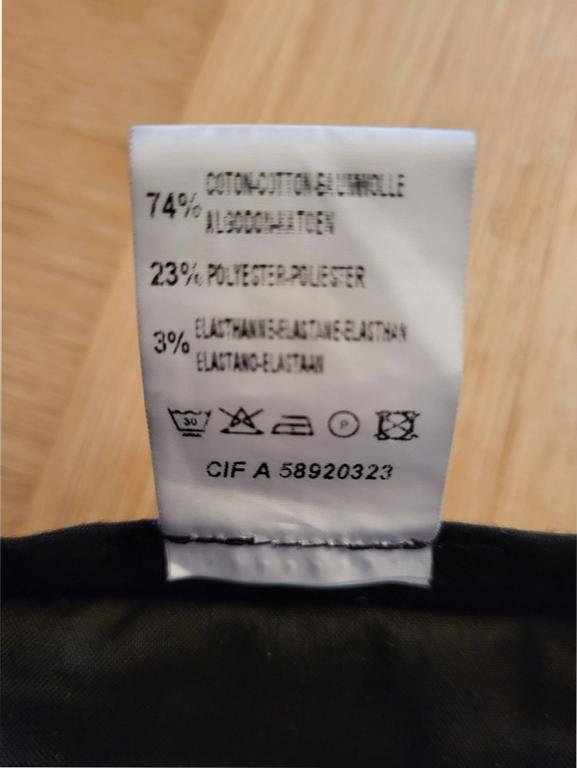 74% COTON-COTTON-BAUMWOLLE
ALGODON-KATOEN
23% POLYESTER-POLIESTER
3% ELASTHANNE-ELASTANE-ELASTHAN
ELASTANO-ELASTAAN
30 P
CIF A 58920323